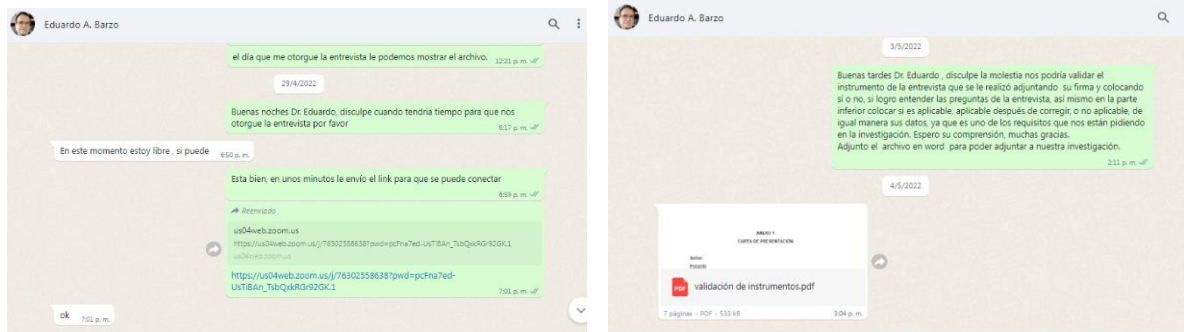 Eduardo A. Barzo
el día que me otorgue la entrevista le podemos mostrar el archivo. 12:21 p. m.
29/4/2022
Buenas noches Dr. Eduardo, disculpe cuando tendria tiempo para que nos
otorgue la entrevista por favor
6:17 p. m.
En este momento estoy libre , si puede 6:50 p. m.
Esta bien, en unos minutos le envío el link para que se puede conectar
6:59 p. m.
Reenviado
us04web.zoom.us
https://us04web.zoom.us/j/76302558638?pwd=pcFna7ed-UsTiBAn_TsbQxkRGr92GK.1
us04web.zoom.us
https://us04web.zoom.us/j/76302558638?pwd=pcFna7ed-
UsTiBAn_TsbQxkRGr92GK.1
7:01 p. m.
ok 7:01 p. m.
Eduardo A. Barzo
3/5/2022
Buenas tardes Dr. Eduardo , disculpe la molestia nos podría validar el
instrumento de la entrevista que se le realizó adjuntando su firma y colocando
si o no, si logro entender las preguntas de la entrevista, así mismo en la parte
inferior colocar si es aplicable, aplicable después de corregir, o no aplicable, de
igual manera sus datos, ya que es uno de los requisitos que nos están pidiendo
en la investigación. Espero su comprensión, muchas gracias.
Adjunto el archivo en word para poder adjuntar a nuestra investigación.
2:11 p. m.
4/5/2022
CARTA DE PRESENTACIÓN
Presente
PDF
validación de instrumentos.pdf
7 páginas - PDF - 533 kB
3:04 p. m.